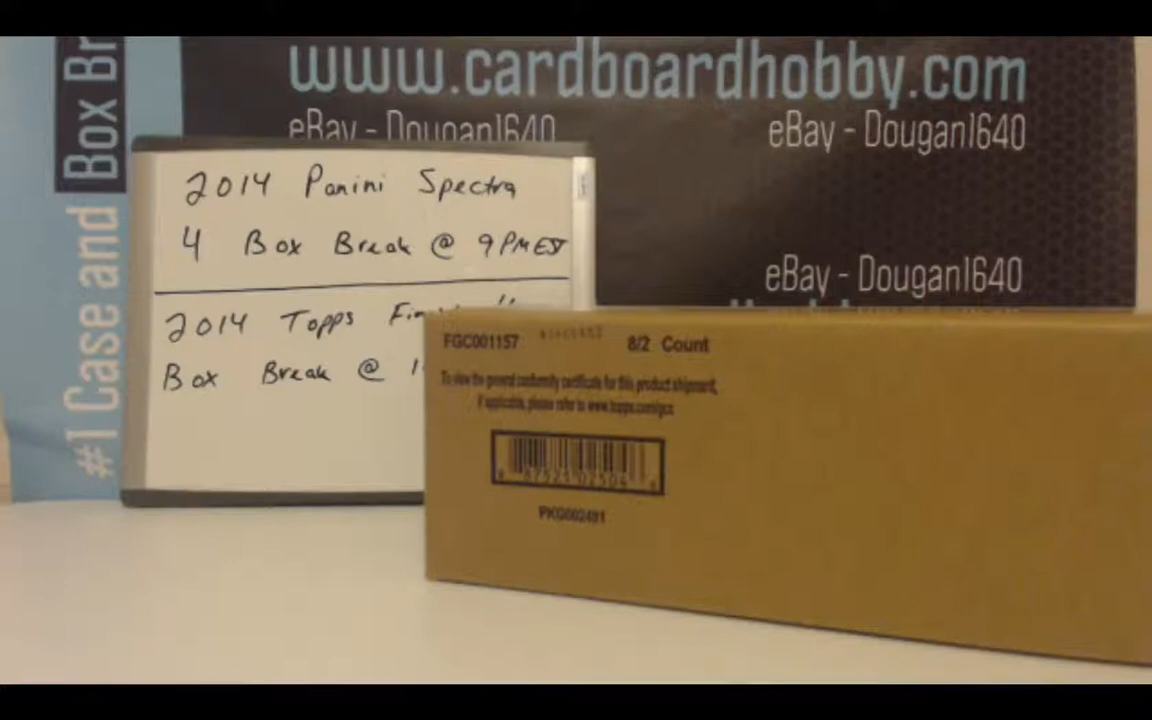 www.cardboardhobby.com
eBay - Dougan1640
eBay - Dougan1640
eBay - Dougan1640
#1 Case and Box Br
2014 Panini Spectra
4 Box Break @ 9PM EST
2014 Topps
Box Break @ 1
FGC001157
8/2 Count
To view the general conformity certificate for this product shipment,
if applicable, please refer to www.topps.com/gcc
PKG002491